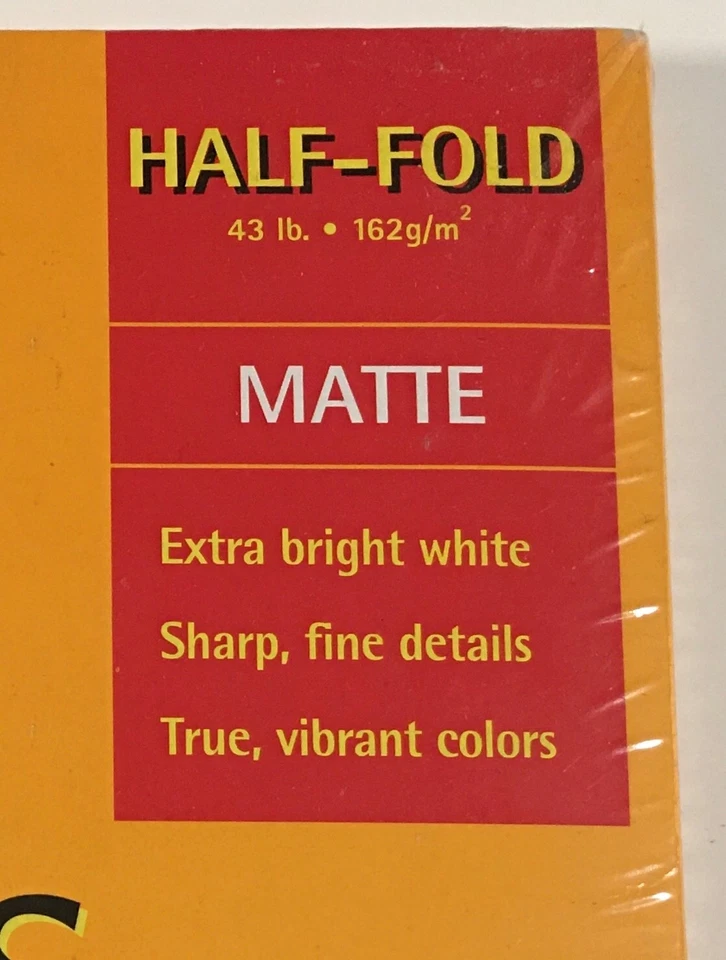 HALF-FOLD
43 lb. • 162g/m²
MATTE
Extra bright white
Sharp, fine details
True, vibrant colors